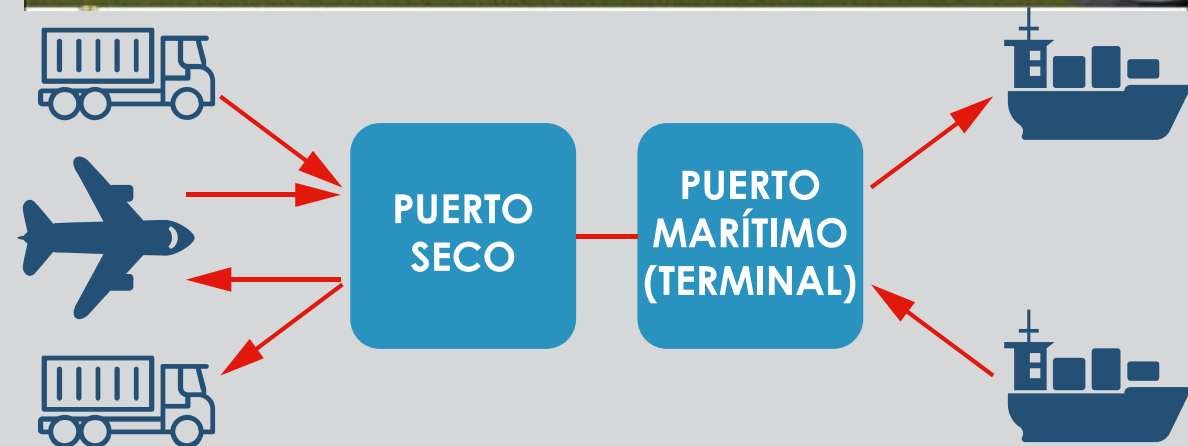 PUERTO
SECO
PUERTO
MARÍTIMO
(TERMINAL)